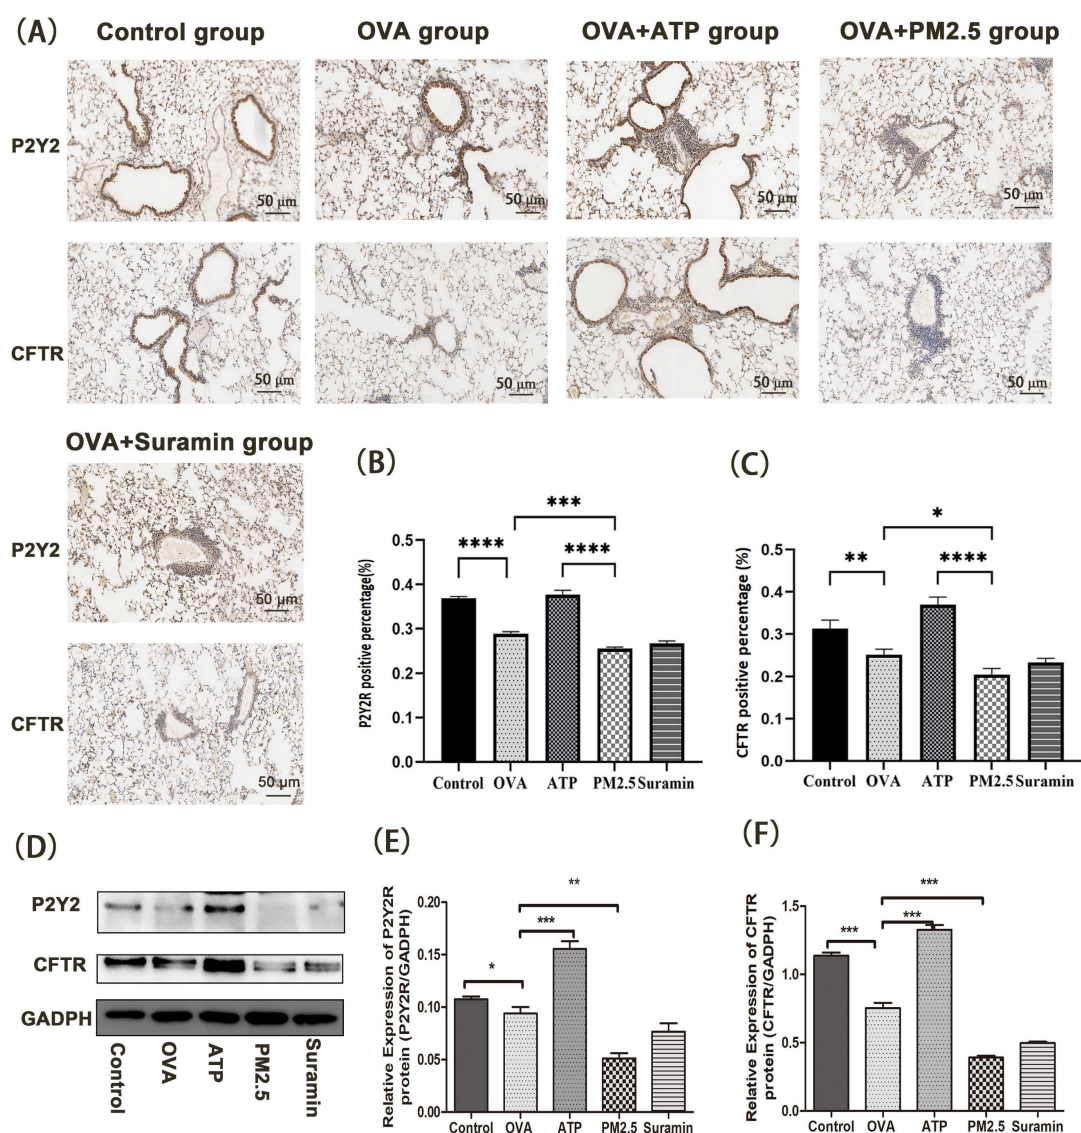 (A)
Control group
OVA group
OVA+ATP group
OVA+PM2.5 group
P2Y2
50 μm
50 μm
50 μm
50 μm
CFTR
50 μm
50 μm
50 μm
50 μm
OVA+Suramin group
P2Y2
50 μm
CFTR
50 μm
(B)
P2Y2R positive percentage(%)
0.5
0.4
0.3
0.2
0.1
0.0
****
***
****
Control OVA ATP PM2.5 Suramin
(C)
CFTR positive percentage (%)
0.5
0.4
0.3
0.2
0.1
0.0
**
*
****
Control OVA ATP PM2.5 Suramin
(D)
P2Y2
CFTR
GADPH
Control
OVA
ATP
PM2.5
Suramin
(E)
Relative Expression of P2Y2R
protein (P2Y2R/GADPH)
0.20
0.15
0.10
0.05
0.00
*
***
**
Control OVA ATP PM2.5 Suramin
(F)
Relative Expression of CFTR
protein (CFTR/GADPH)
1.5
1.0
0.5
0.0
***
***
***
Control OVA ATP PM2.5 Suramin